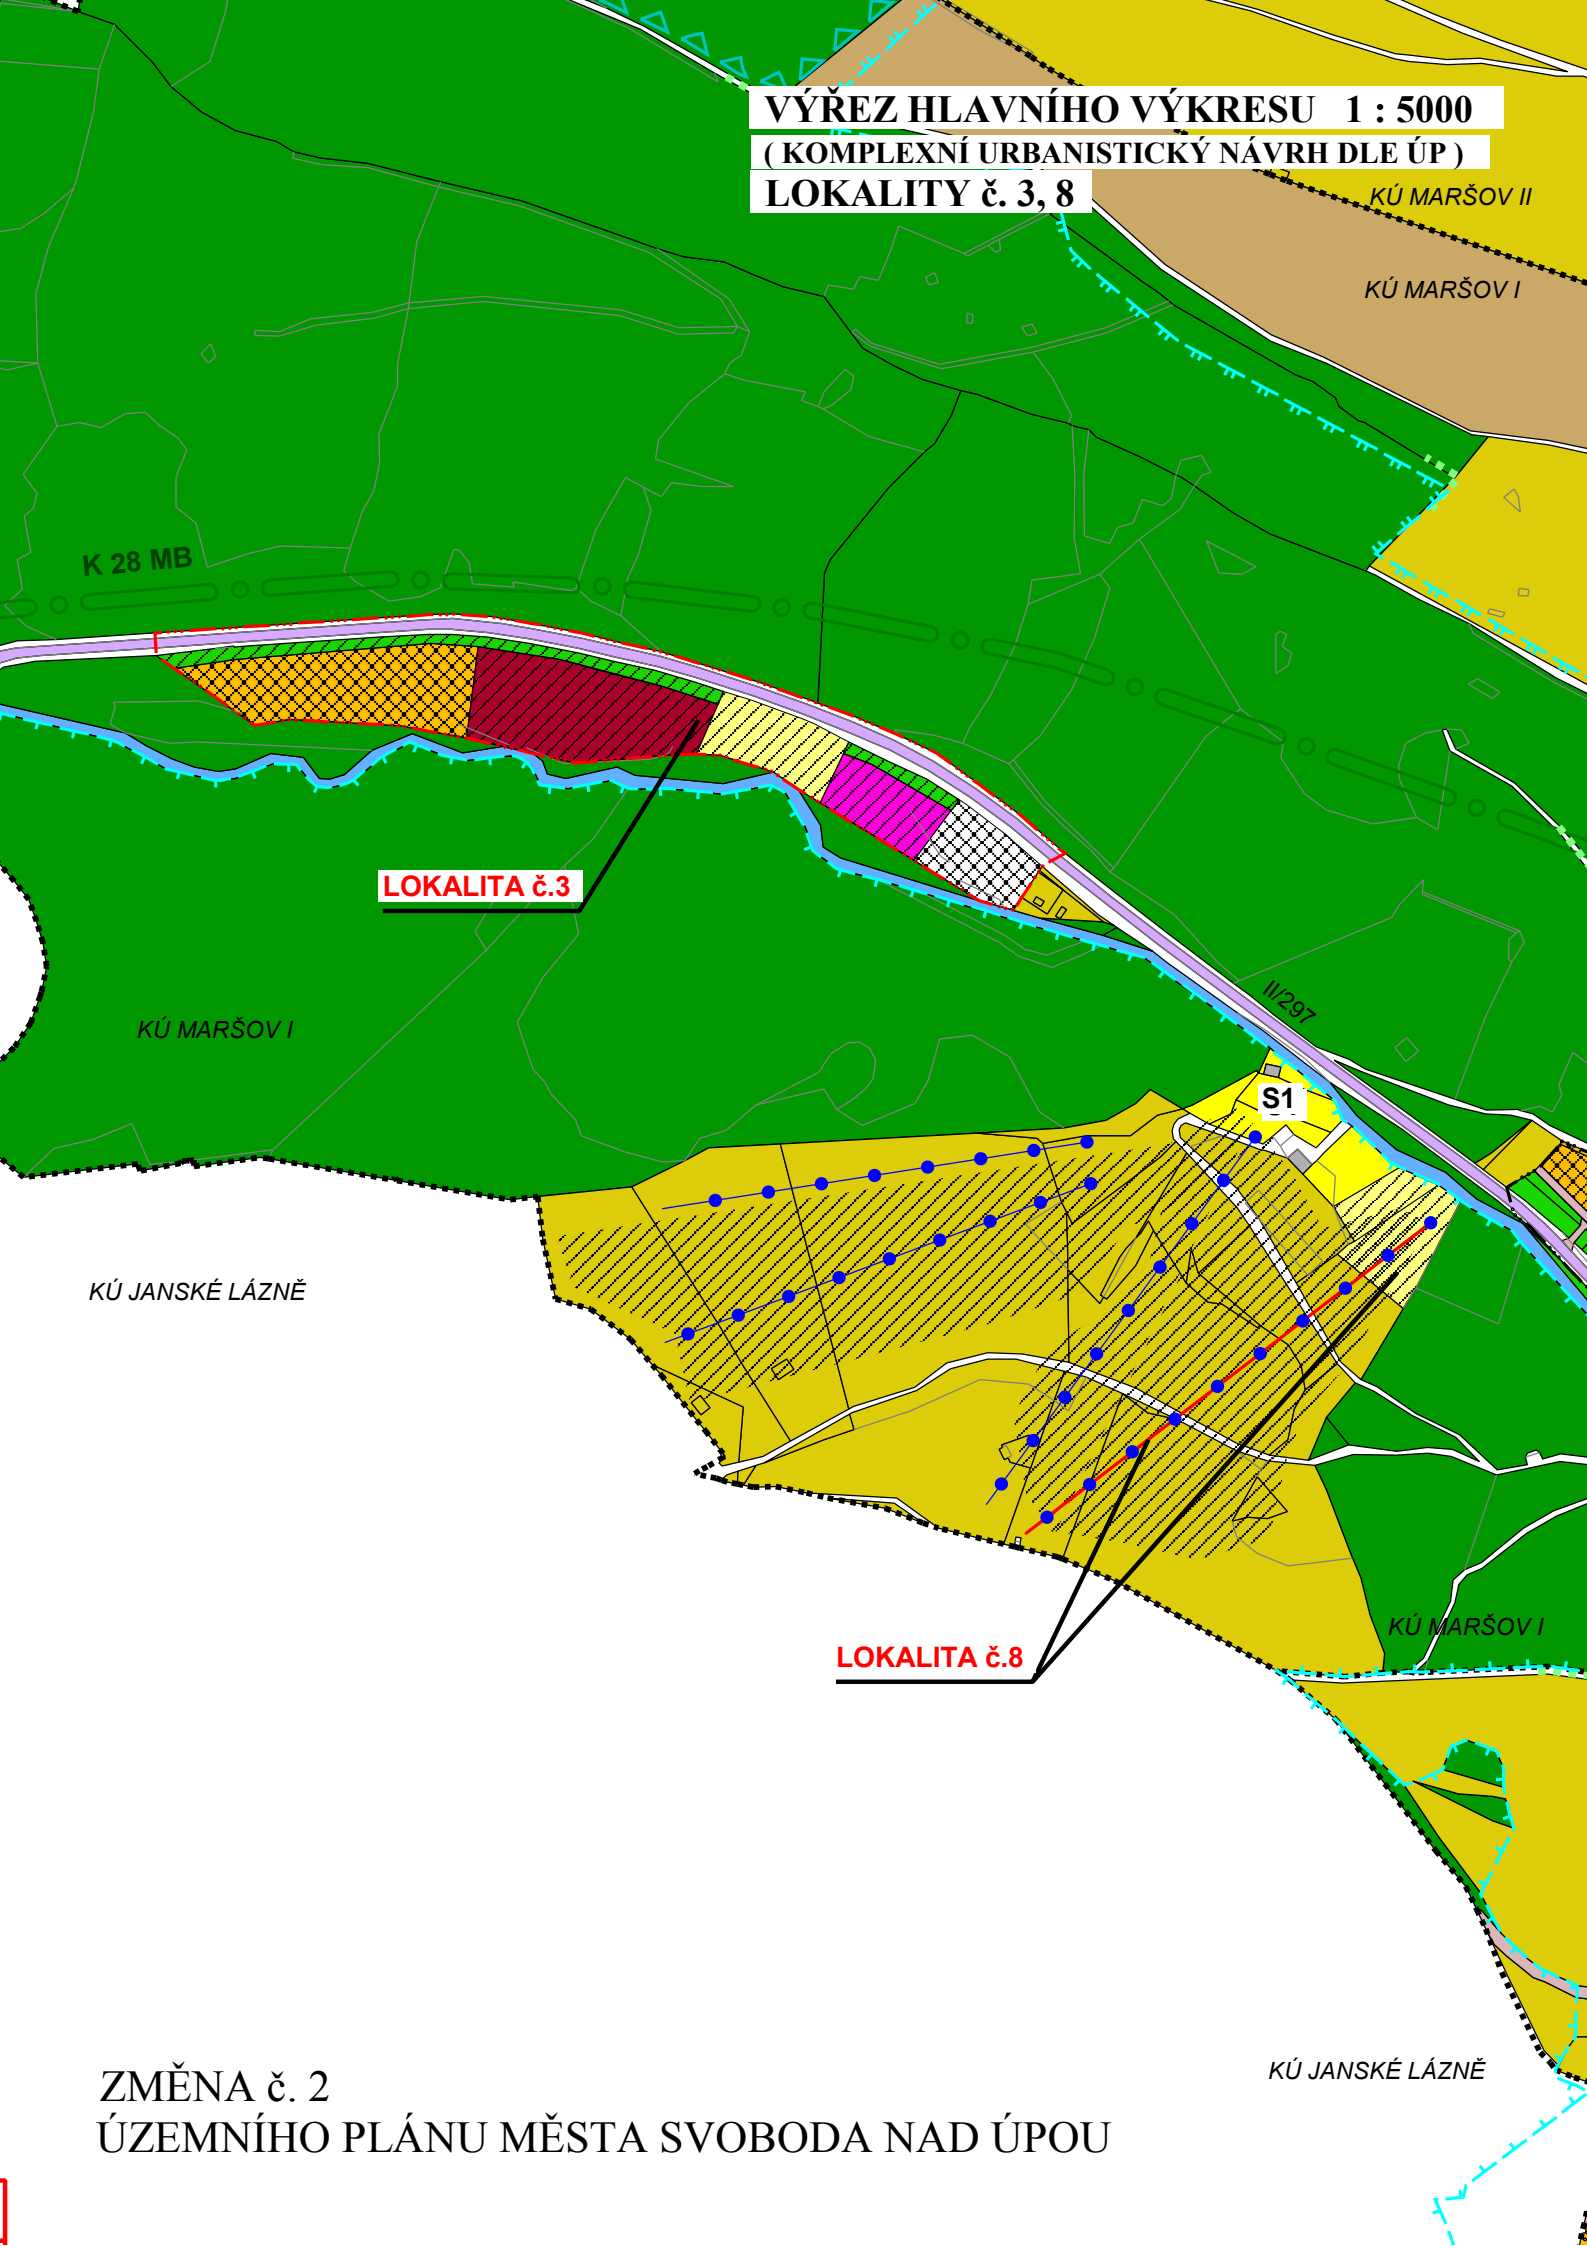 VÝŘEZ HLAVNÍHO VÝKRESU 1 : 5000
( KOMPLEXNÍ URBANISTICKÝ NÁVRH DLE ÚP )
LOKALITY č. 3, 8
KÚ MARŠOV II
KÚ MARŠOV I
K 28 MB
LOKALITA č.3
II/297
KÚ MARŠOV I
S1
KÚ JANSKÉ LÁZNĚ
KÚ MARŠOV I
LOKALITA č.8
KÚ JANSKÉ LÁZNĚ
ZMĚNA č. 2
ÚZEMNÍHO PLÁNU MĚSTA SVOBODA NAD ÚPOU